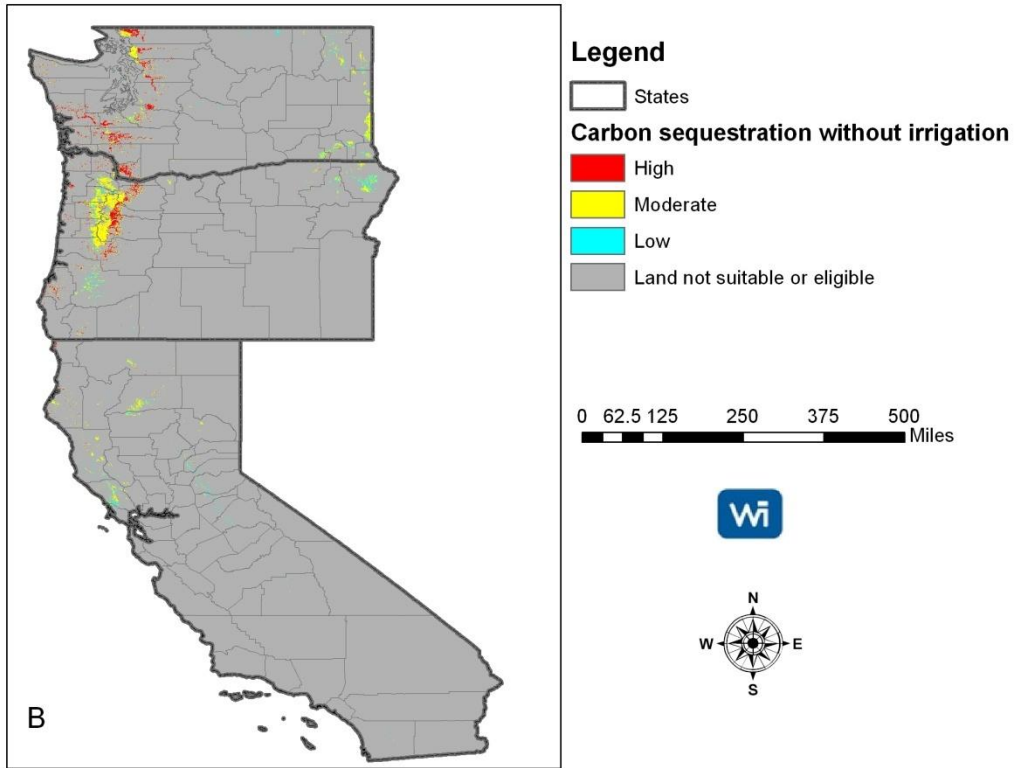 Legend
States
Carbon sequestration without irrigation
High
Moderate
Low
Land not suitable or eligible
0 62.5 125 250 375 500
Miles
Wi
N
W E
S
B